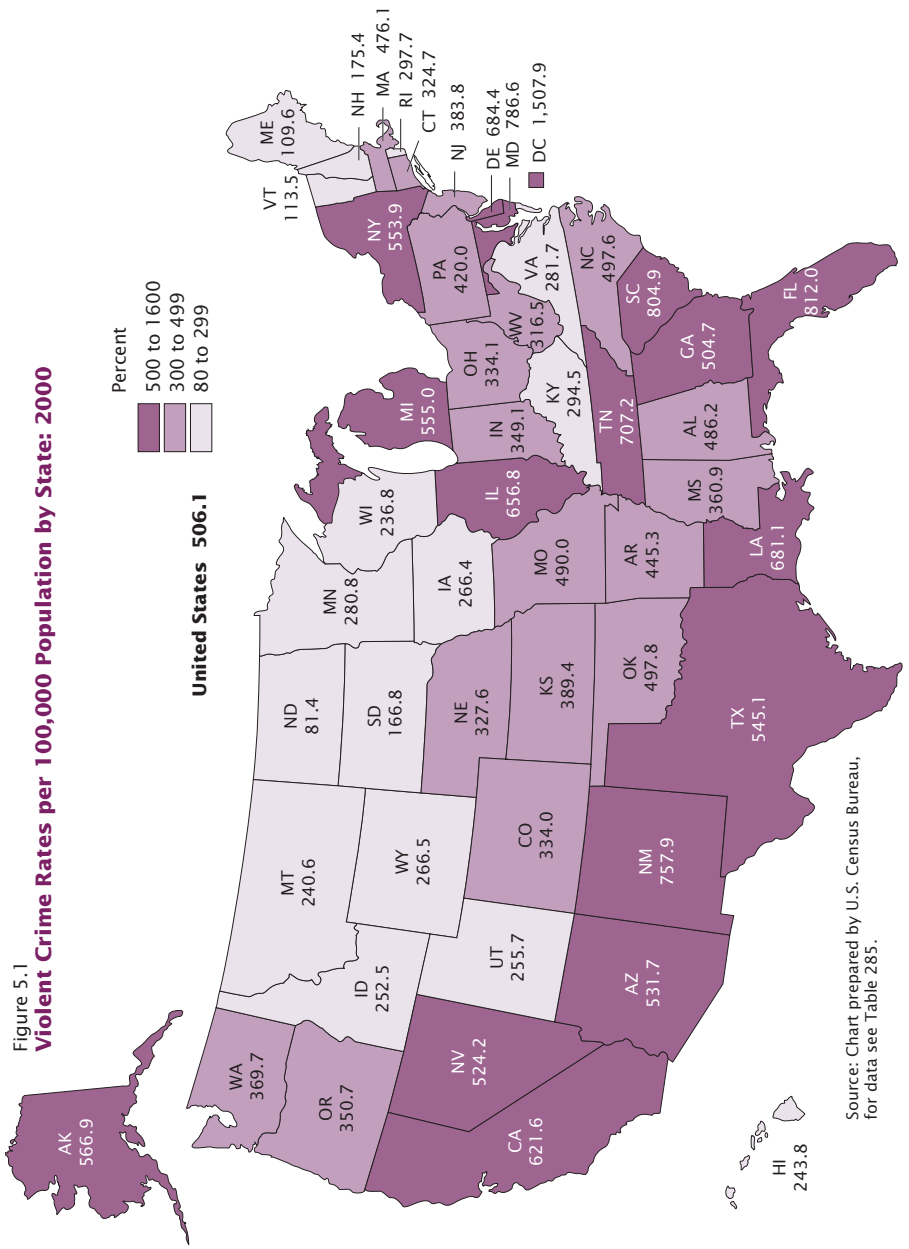 Figure 5.1
Violent Crime Rates per 100,000 Population by State: 2000
Percent
500 to 1600
300 to 499
80 to 299
United States 506.1
AK
566.9
WA
369.7
OR
350.7
CA
621.6
NV
524.2
ID
252.5
MT
240.6
WY
266.5
UT
255.7
AZ
531.7
CO
334.0
NM
757.9
ND
81.4
SD
166.8
NE
327.6
KS
389.4
OK
497.8
TX
545.1
MN
280.8
IA
266.4
MO
490.0
AR
445.3
LA
681.1
WI
236.8
IL
656.8
MI
555.0
IN
349.1
OH
334.1
KY
294.5
TN
707.2
MS
360.9
AL
486.2
GA
504.7
FL
812.0
SC
804.9
NC
497.6
VA
281.7
WV
316.5
PA
420.0
NY
553.9
VT
113.5
ME
109.6
NH 175.4
MA 476.1
RI 297.7
CT 324.7
NJ 383.8
DE 684.4
MD 786.6
DC 1,507.9
HI
243.8
Source: Chart prepared by U.S. Census Bureau,
for data see Table 285.